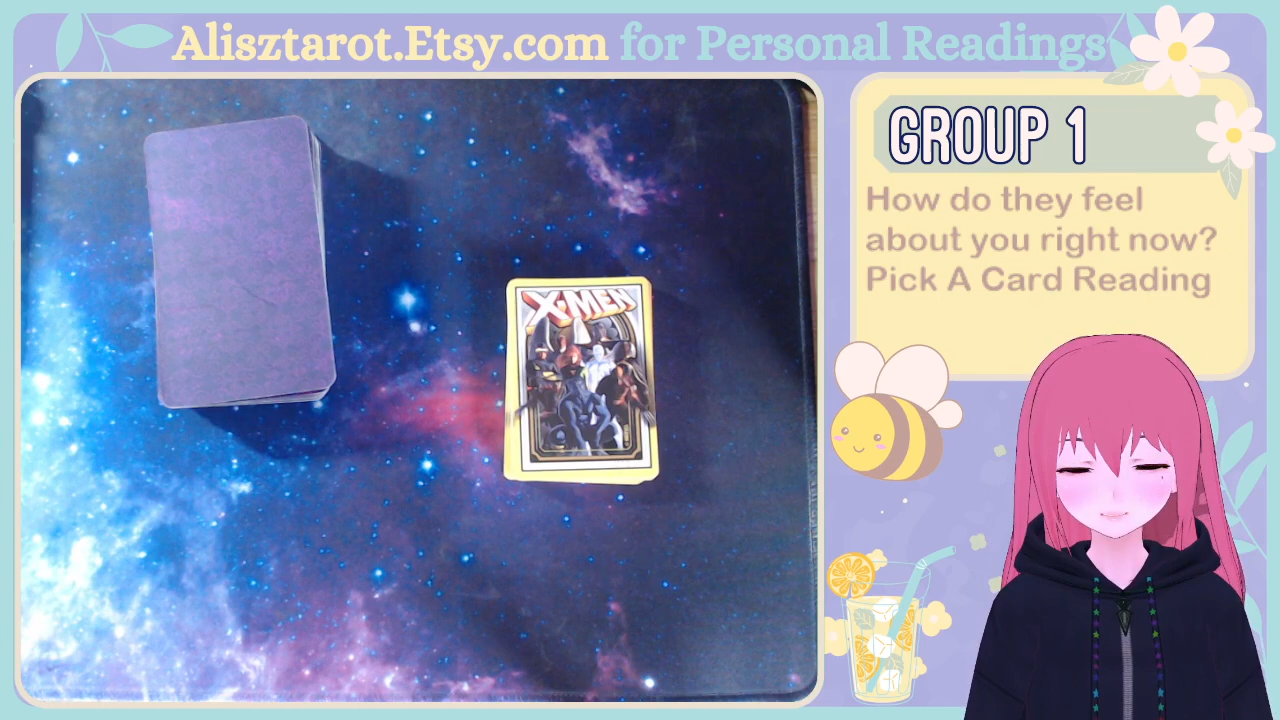 Alisztarot.Etsy.com for Personal Readings
GROUP 1
How do they feel
about you right now?
Pick A Card Reading
X-MEN